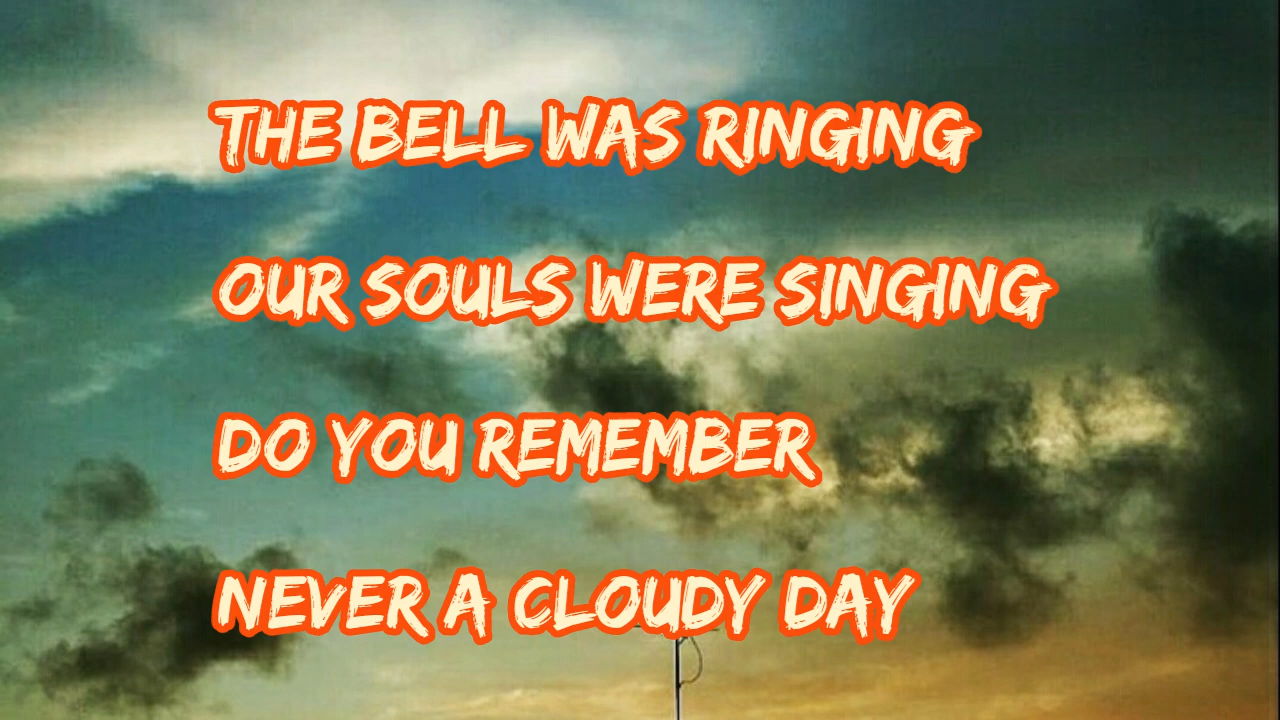 THE BELL WAS RINGING
OUR SOULS WERE SINGING
DO YOU REMEMBER
NEVER A CLOUDY DAY